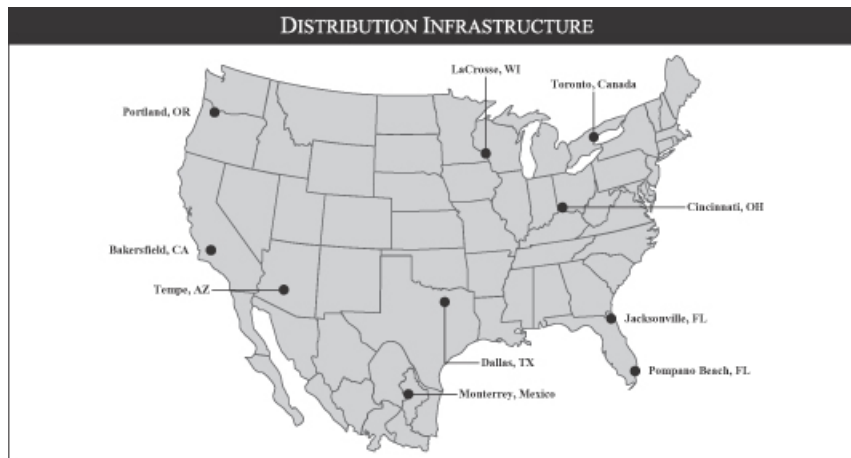 DISTRIBUTION INFRASTRUCTURE
LaCrosse, WI
Toronto, Canada
Portland, OR
Cincinnati, OH
Bakersfield, CA
Tempe, AZ
Jacksonville, FL
Dallas, TX
Pompano Beach, FL
Monterrey, Mexico